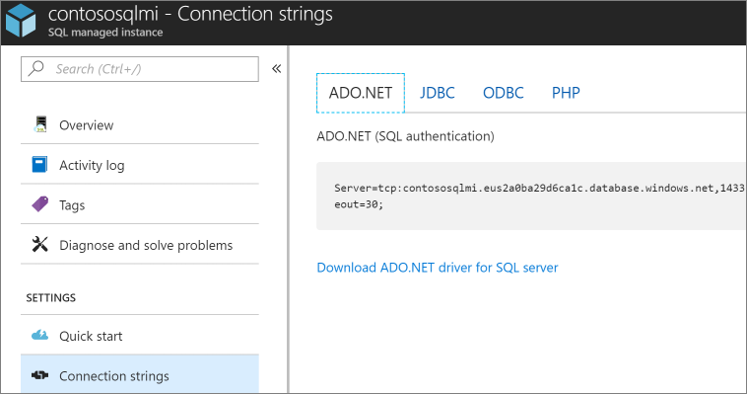 contososqlmi - Connection strings
SQL managed instance
Search (Ctrl+/)
Overview
Activity log
Tags
Diagnose and solve problems
SETTINGS
Quick start
Connection strings
ADO.NET JDBC ODBC PHP
ADO.NET (SQL authentication)
Server=tcp:contososqlmi.eus2a0ba29d6ca1c.database.windows.net,1433
eout=30;
Download ADO.NET driver for SQL server